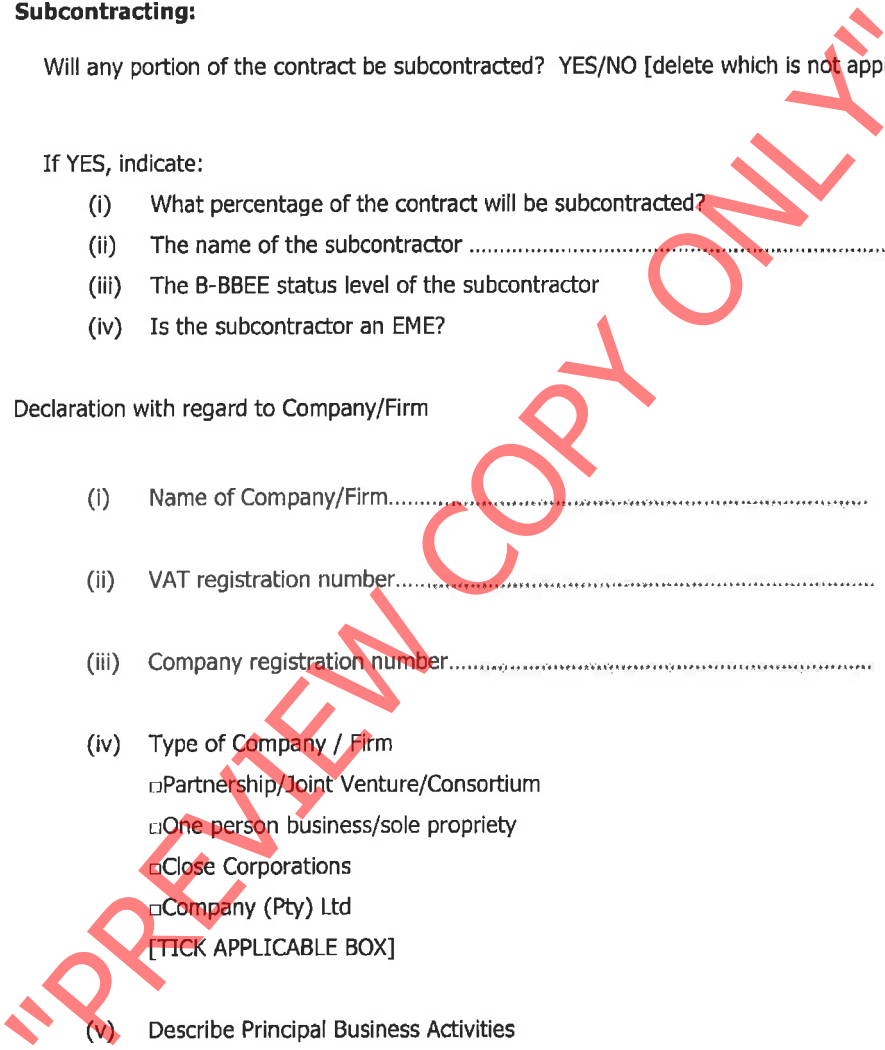 Subcontracting:
Will any portion of the contract be subcontracted? YES/NO [delete which is not appl
If YES, indicate:
(i) What percentage of the contract will be subcontracted?
(ii) The name of the subcontractor ......................................................................
(iii) The B-BBEE status level of the subcontractor
(iv) Is the subcontractor an EME?
Declaration with regard to Company/Firm
(i) Name of Company/Firm................................................................................
(ii) VAT registration number................................................................................
(iii) Company registration number......................................................................
(iv) Type of Company / Firm
□Partnership/Joint Venture/Consortium
□One person business/sole propriety
□Close Corporations
□Company (Pty) Ltd
[TICK APPLICABLE BOX]
(v) Describe Principal Business Activities
"PREVIEW COPY ONLY"